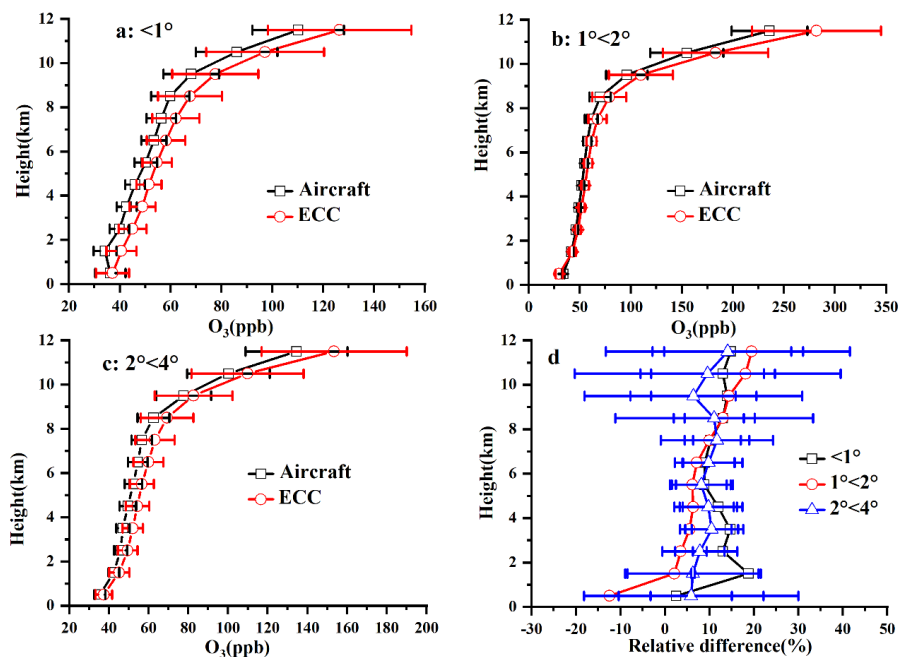 a: <1°
Height(km)
12
10
8
6
4
2
0
Aircraft
ECC
20 40 60 80 100 120 140 160
O₃(ppb)
b: 1°<2°
Height(km)
12
10
8
6
4
2
0
Aircraft
ECC
0 50 100 150 200 250 300 350
O₃(ppb)
c: 2°<4°
Height(km)
12
10
8
6
4
2
0
Aircraft
ECC
20 40 60 80 100 120 140 160 180 200
O₃(ppb)
d
Height(km)
12
10
8
6
4
2
0
<1°
1°<2°
2°<4°
-30 -20 -10 0 10 20 30 40 50
Relative difference(%)